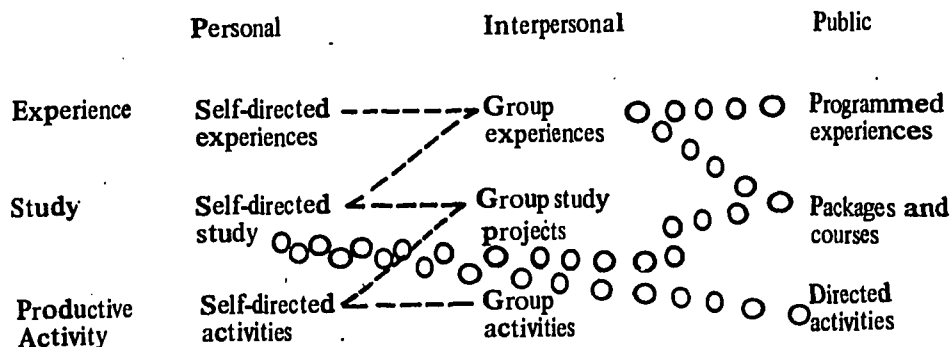 Personal Interpersonal Public
Experience Self-directed experiences Group experiences Programmed experiences
Study Self-directed study Group study projects Packages and courses
Productive Activity Self-directed activities Group activities Directed activities